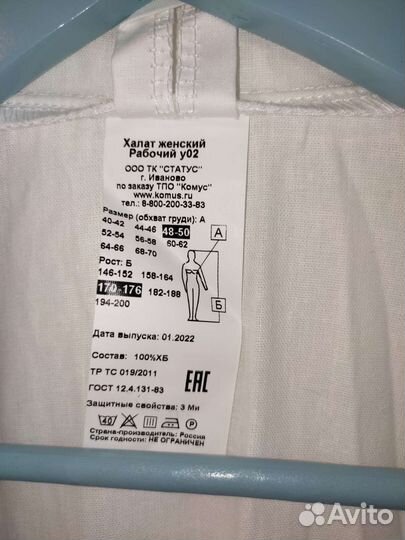 Халат женский
Рабочий у02
ООО ТК "СТАТУС"
г. Иваново
по заказу ТПО "Комус"
www.komus.ru
тел.: 8-800-200-33-83
Размер (обхват груди): А
40-42 44-46 48-50
52-54 56-58 60-62
64-66 68-70
А
Рост: Б
146-152 158-164
170-176 182-188
194-200
Б
Дата выпуска: 01.2022
Состав: 100%ХБ
ТР ТС 019/2011
ГОСТ 12.4.131-83
EAC
Защитные свойства: З Ми
40 P
Страна-производитель: Россия
Срок годности: НЕ ОГРАНИЧЕН
Avito